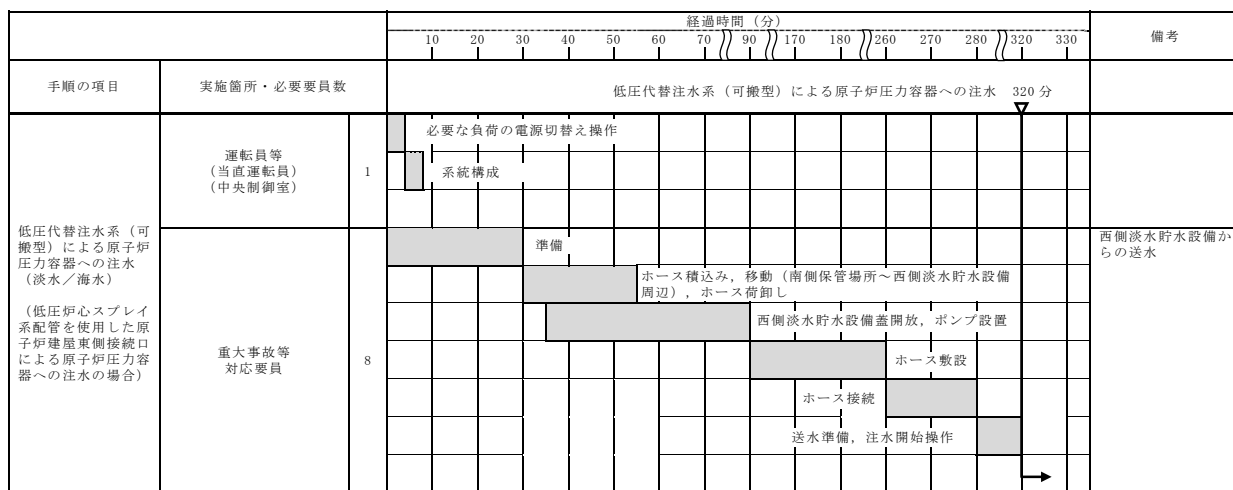 経過時間（分）
備考
10 20 30 40 50 60 70 90 170 180 260 270 280 320 330
手順の項目
実施箇所・必要要員数
低圧代替注水系（可搬型）による原子炉圧力容器への注水 320分
低圧代替注水系（可
搬型）による原子炉
圧力容器への注水
（淡水／海水）
（低圧炉心スプレイ
系配管を使用した原
子炉建屋東側接続口
による原子炉圧力容
器への注水の場合）
運転員等
（当直運転員）
（中央制御室）
1
必要な負荷の電源切替え操作
系統構成
重大事故等
対応要員
8
準備
ホース積込み，移動（南側保管場所～西側淡水貯水設備
周辺），ホース荷卸し
西側淡水貯水設備蓋開放，ポンプ設置
ホース敷設
ホース接続
送水準備，注水開始操作
西側淡水貯水設備か
らの送水